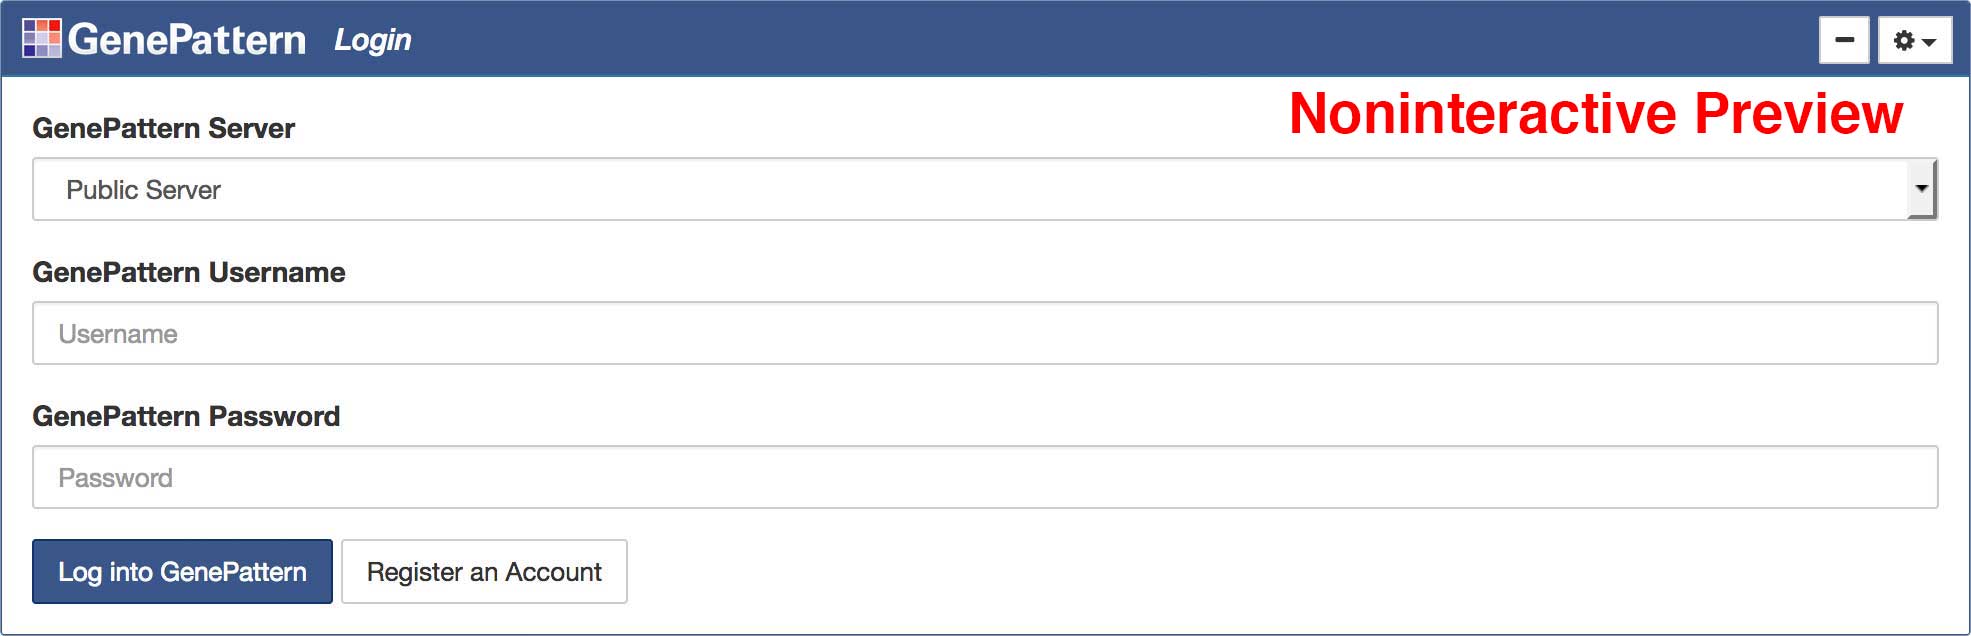 GenePattern Login
Noninteractive Preview
GenePattern Server
Public Server
GenePattern Username
Username
GenePattern Password
Password
Log into GenePattern Register an Account